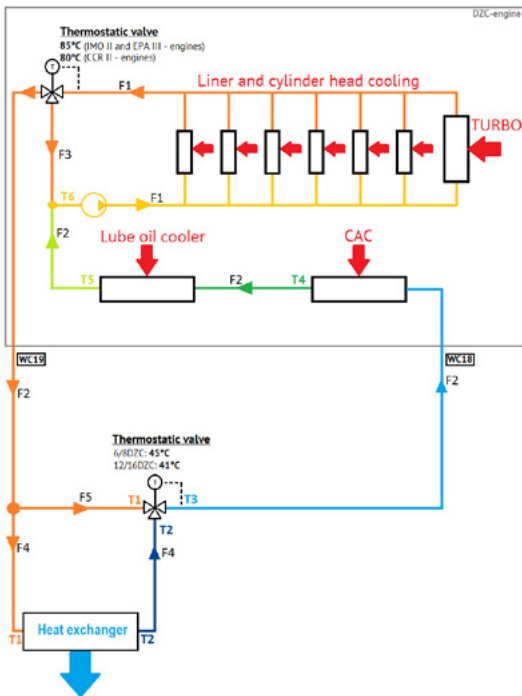 DZC-engine
Thermostatic valve
85°C (IMO II and EPA III - engines)
80°C (CCR II - engines)
T
F1
Liner and cylinder head cooling
TURBO
F3
T6
F1
F2
Lube oil cooler
CAC
T5
F2
T4
WC19
WC18
F2
F2
Thermostatic valve
6/8DZC: 45°C
12/16DZC: 41°C
T
F5
T1
T3
T2
F4
F4
T1
Heat exchanger
T2